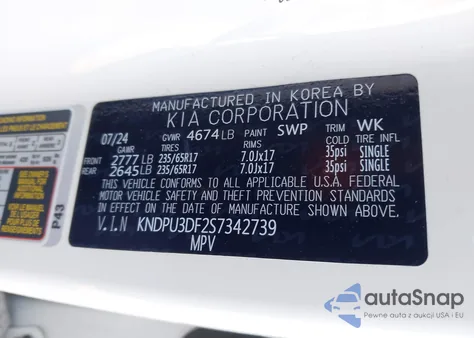 MANUFACTURED IN KOREA BY
KIA CORPORATION
07/24 GVWR 4674LB PAINT SWP TRIM WK
GAWR TIRES RIMS COLD TIRE INFL
FRONT 2777LB 235/65R17 7.0Jx17 35psi SINGLE
REAR 2645LB 235/65R17 7.0Jx17 35psi SINGLE
THIS VEHICLE CONFORMS TO ALL APPLICABLE U.S.A. FEDERAL
MOTOR VEHICLE SAFETY AND THEFT PREVENTION STANDARDS
IN EFFECT ON THE DATE OF MANUFACTURE SHOWN ABOVE.
V.I.N KNDPU3DF2S7342739
MPV
P43
autoSnap
Pewne auta z aukcji USA i EU